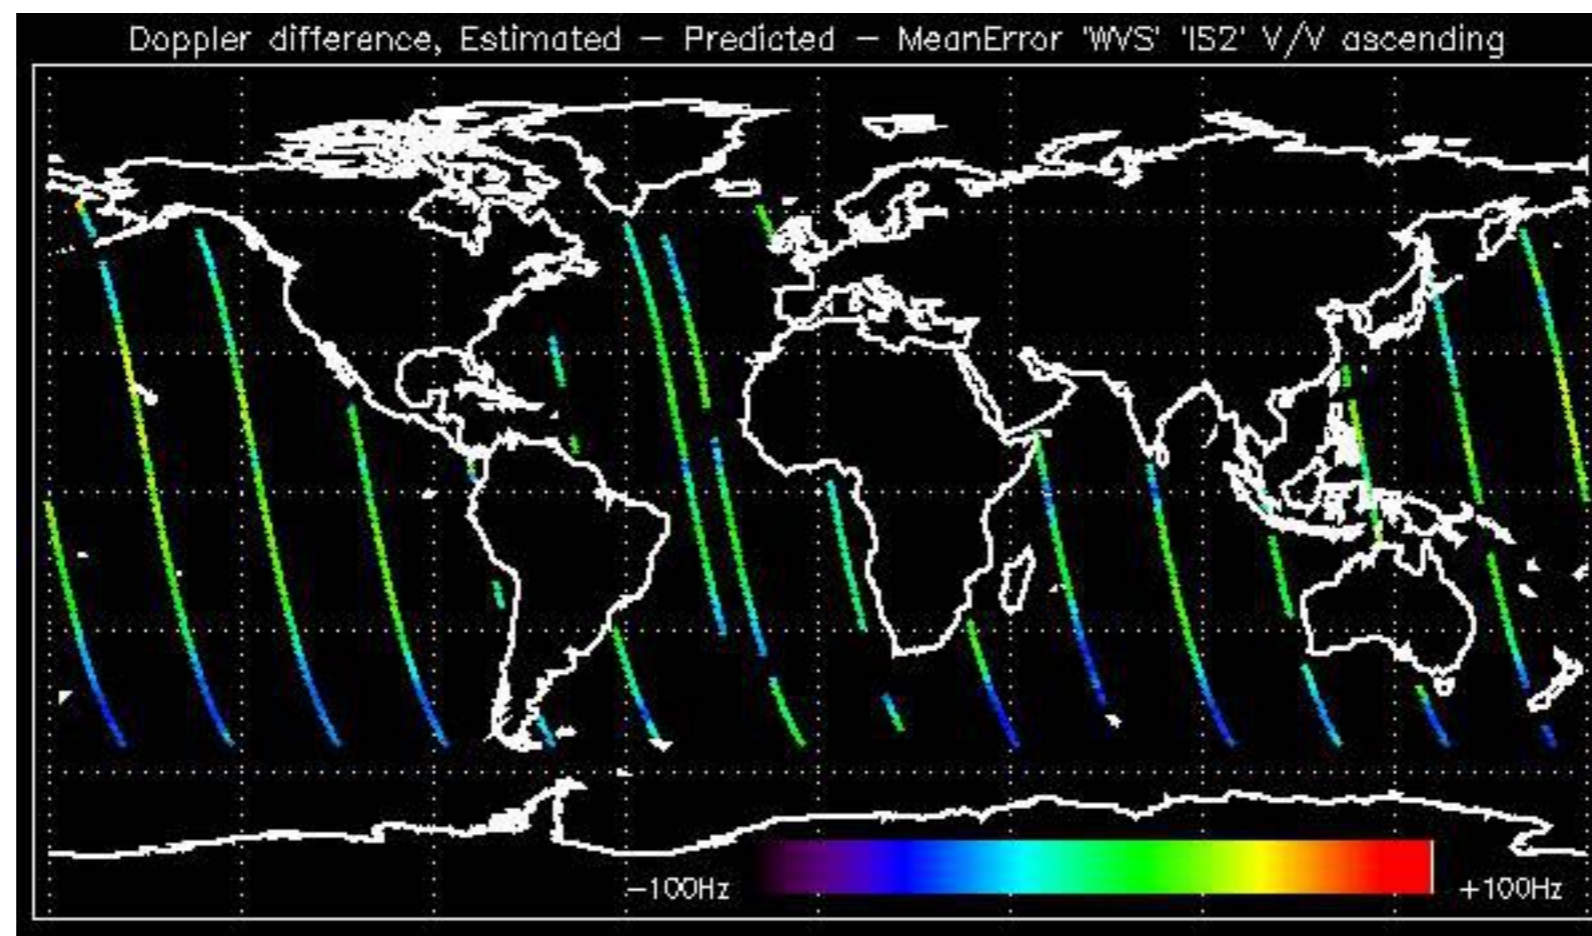 Doppler difference, Estimated − Predicted − MeanError 'WVS' 'IS2' V/V ascending
−100Hz
+100Hz